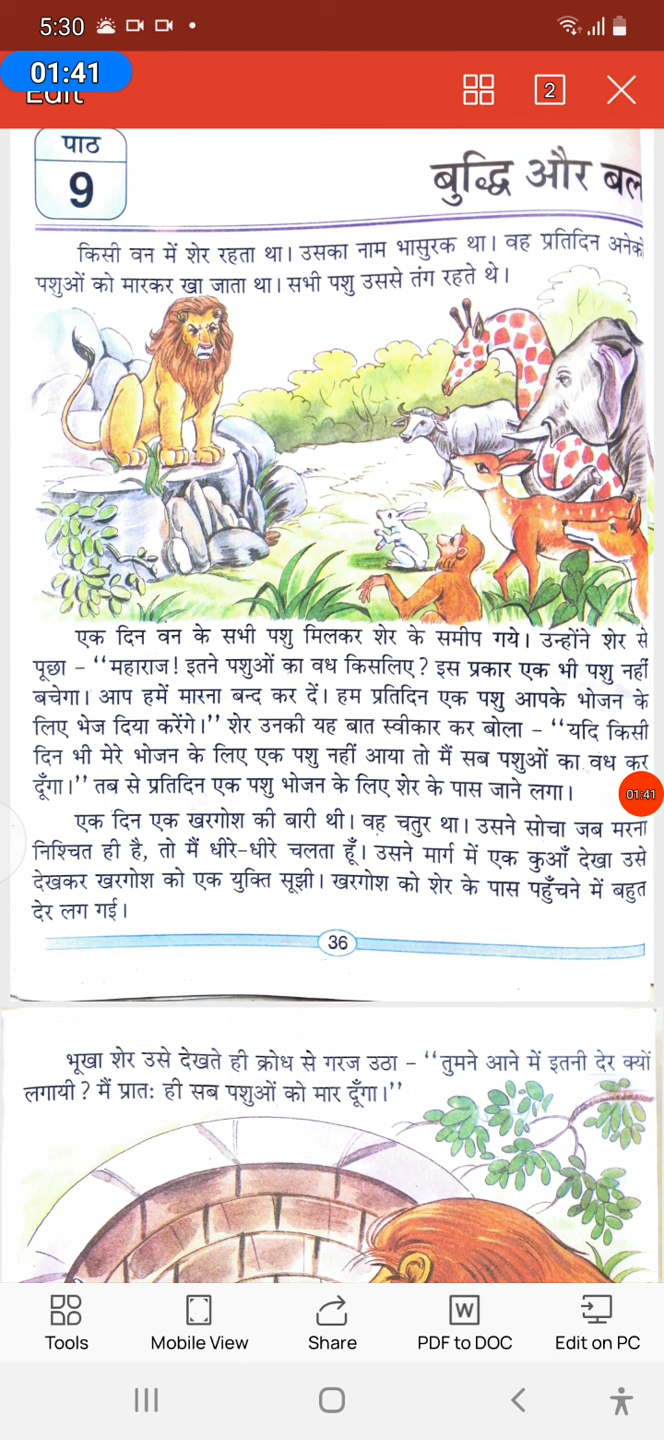 5:30
01:41
Edit
2
पाठ
9
बुद्धि और बल
किसी वन में शेर रहता था। उसका नाम भासुरक था। वह प्रतिदिन अनेको
पशुओं को मारकर खा जाता था। सभी पशु उससे तंग रहते थे।
एक दिन वन के सभी पशु मिलकर शेर के समीप गये। उन्होंने शेर से
पूछा – ‘‘महाराज! इतने पशुओं का वध किसलिए? इस प्रकार एक भी पशु नहीं
बचेगा। आप हमें मारना बन्द कर दें। हम प्रतिदिन एक पशु आपके भोजन के
लिए भेज दिया करेंगे।’’ शेर उनकी यह बात स्वीकार कर बोला – ‘‘यदि किसी
दिन भी मेरे भोजन के लिए एक पशु नहीं आया तो मैं सब पशुओं का वध कर
दूँगा।’’ तब से प्रतिदिन एक पशु भोजन के लिए शेर के पास जाने लगा।
01:41
एक दिन एक खरगोश की बारी थी। वह चतुर था। उसने सोचा जब मरना
निश्चित ही है, तो मैं धीरे-धीरे चलता हूँ। उसने मार्ग में एक कुआँ देखा उसे
देखकर खरगोश को एक युक्ति सूझी। खरगोश को शेर के पास पहुँचने में बहुत
देर लग गई।
36
भूखा शेर उसे देखते ही क्रोध से गरज उठा – ‘‘तुमने आने में इतनी देर क्यों
लगायी? मैं प्रातः ही सब पशुओं को मार दूँगा।’’
Tools
Mobile View
Share
W
PDF to DOC
Edit on PC